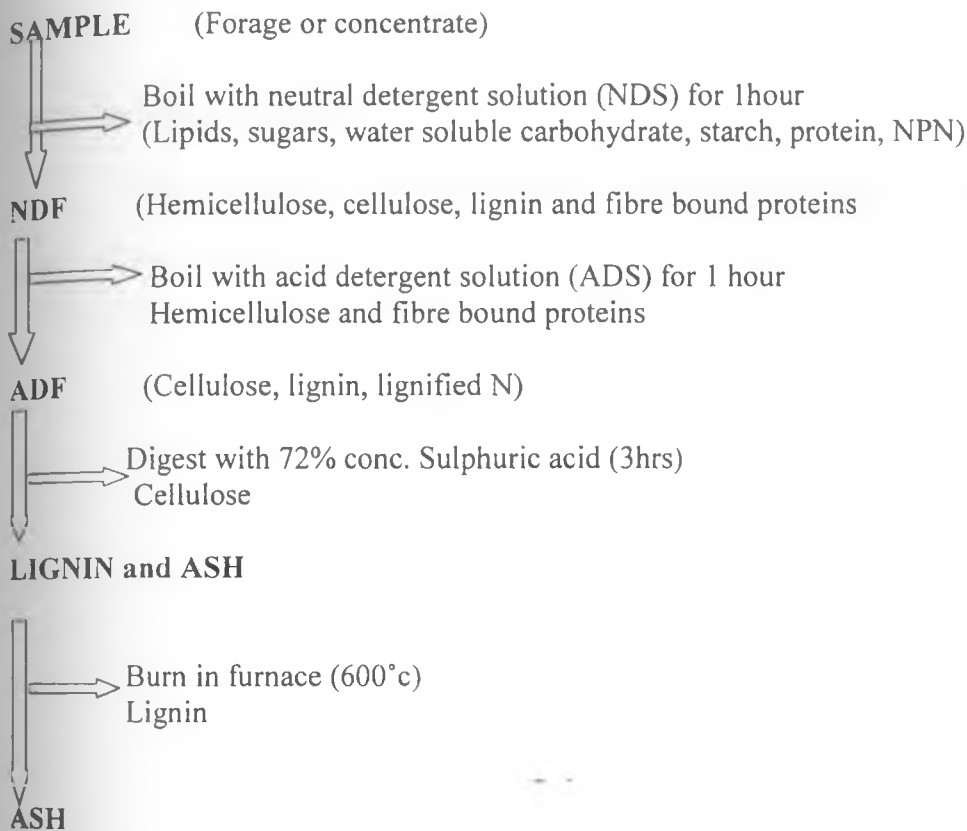 SAMPLE (Forage or concentrate)
Boil with neutral detergent solution (NDS) for 1hour
(Lipids, sugars, water soluble carbohydrate, starch, protein, NPN)
NDF (Hemicellulose, cellulose, lignin and fibre bound proteins
Boil with acid detergent solution (ADS) for 1 hour
Hemicellulose and fibre bound proteins
ADF (Cellulose, lignin, lignified N)
Digest with 72% conc. Sulphuric acid (3hrs)
Cellulose
LIGNIN and ASH
Burn in furnace (600°c)
Lignin
ASH